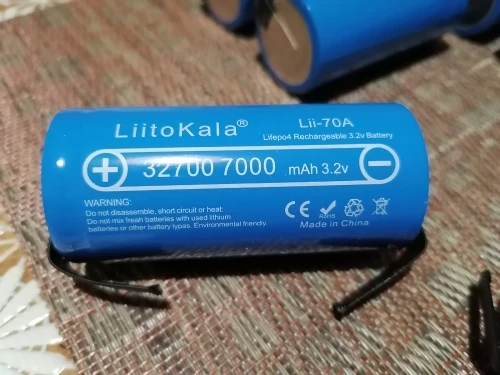 LiitoKala®
Lii-70A
Lifepo4 Rechargeable 3.2v Battery
+ 32700 7000 mAh 3.2v −
WARNING:
Do not disassemble, short circuit or heat:
Do not mix fresh batteries with used lithium
batteries or other battery types. Environmental friendly.
CE RoHS
Made in China